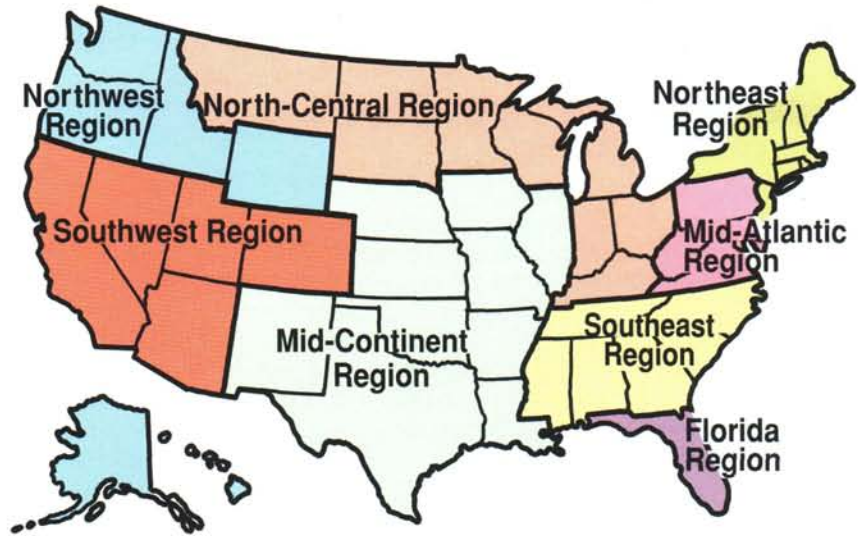 Northwest
Region
North-Central Region
Northeast
Region
Southwest Region
Mid-Atlantic
Region
Mid-Continent
Region
Southeast
Region
Florida
Region